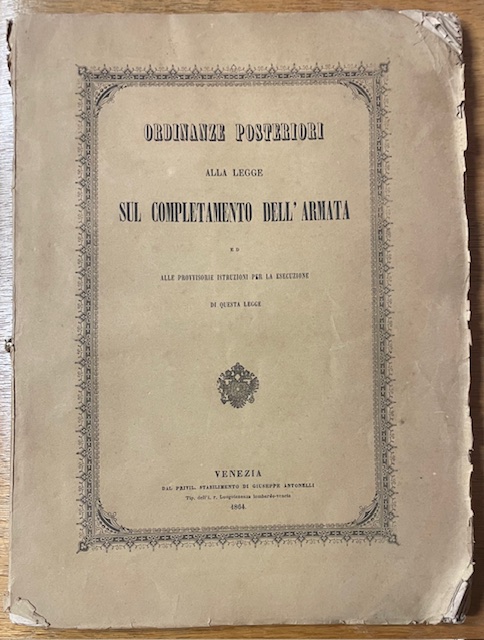 ORDINANZE POSTERIORI
ALLA LEGGE
SUL COMPLETAMENTO DELL' ARMATA
ED
ALLE PROVVISORIE ISTRUZIONI PER LA ESECUZIONE
DI QUESTA LEGGE
VENEZIA
DAL PRIVIL. STABILIMENTO DI GIUSEPPE ANTONELLI
Tip. dell'i. r. Luogotenenza lombardo-veneta
1864